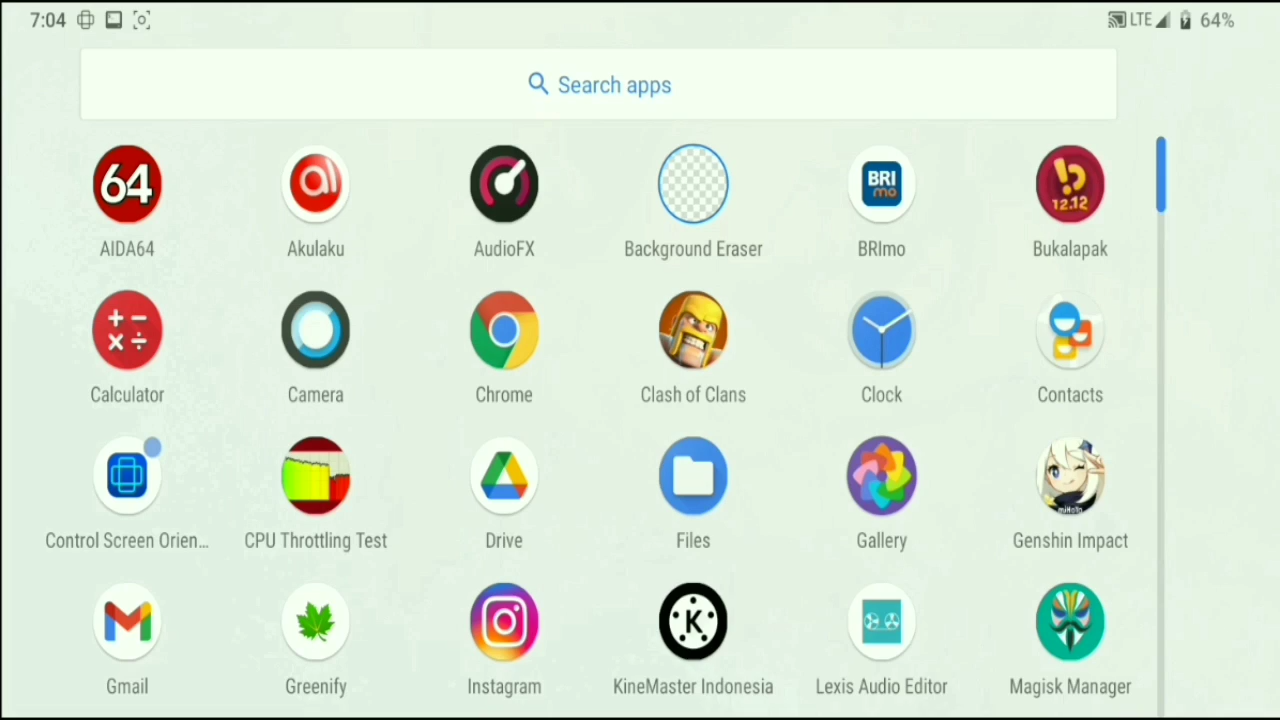 7:04 LTE 64%
Search apps
64
BRI
mo
12.12
AIDA64 Akulaku AudioFX Background Eraser BRImo Bukalapak
Calculator Camera Chrome Clash of Clans Clock Contacts
miHoYo
Control Screen Orien... CPU Throttling Test Drive Files Gallery Genshin Impact
K
Gmail Greenify Instagram KineMaster Indonesia Lexis Audio Editor Magisk Manager